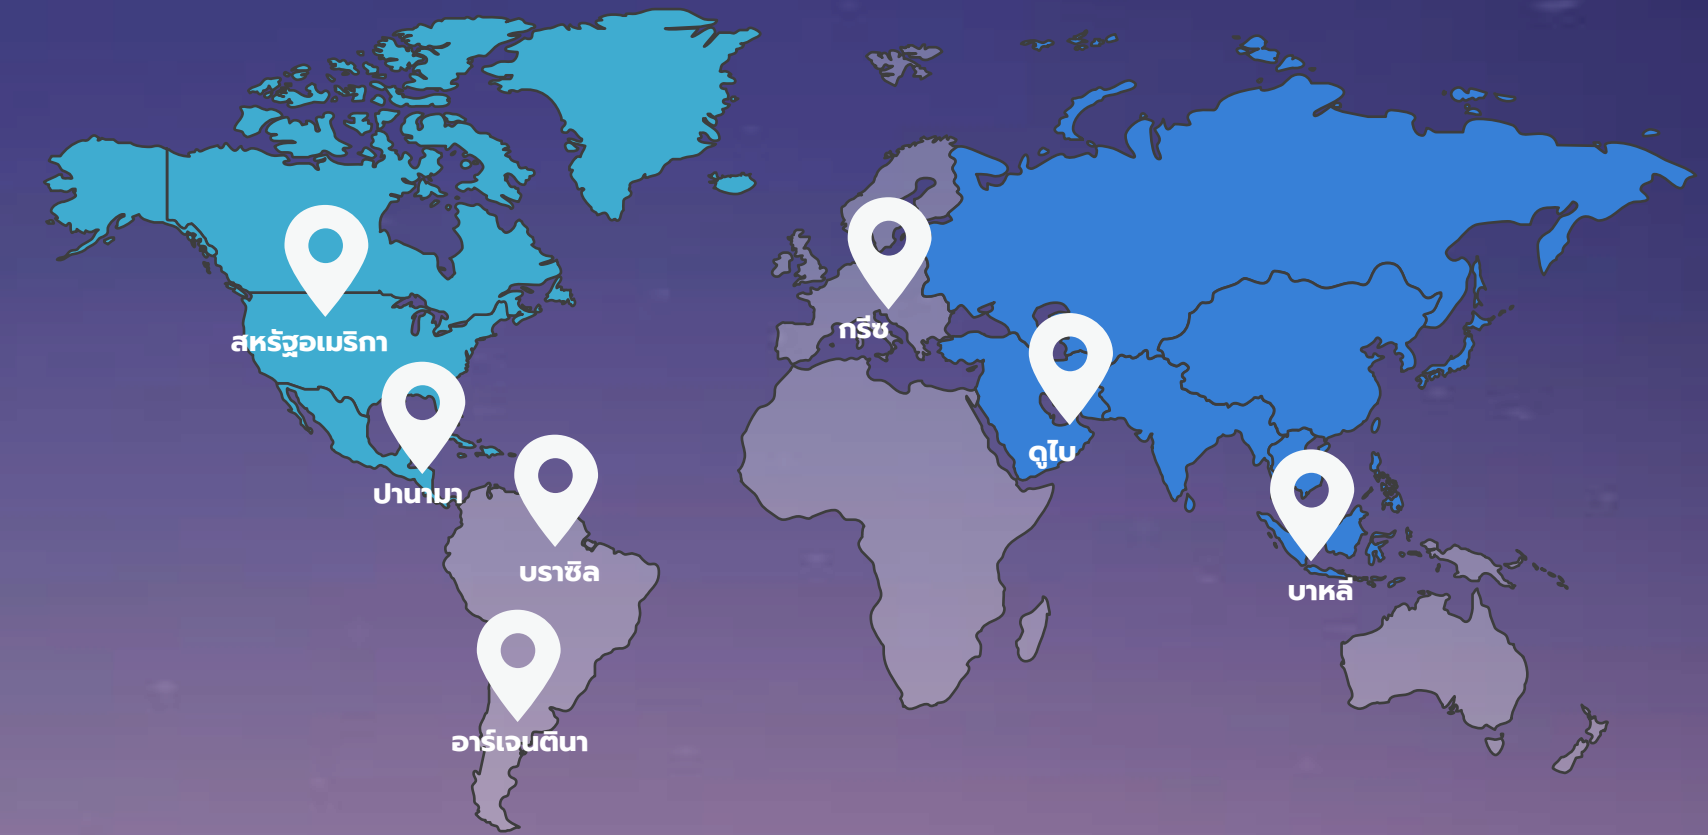 สหรัฐอเมริกา
กรีซ
ดูไบ
ปานามา
บราซิล
บาหลี
อาร์เจนตินา